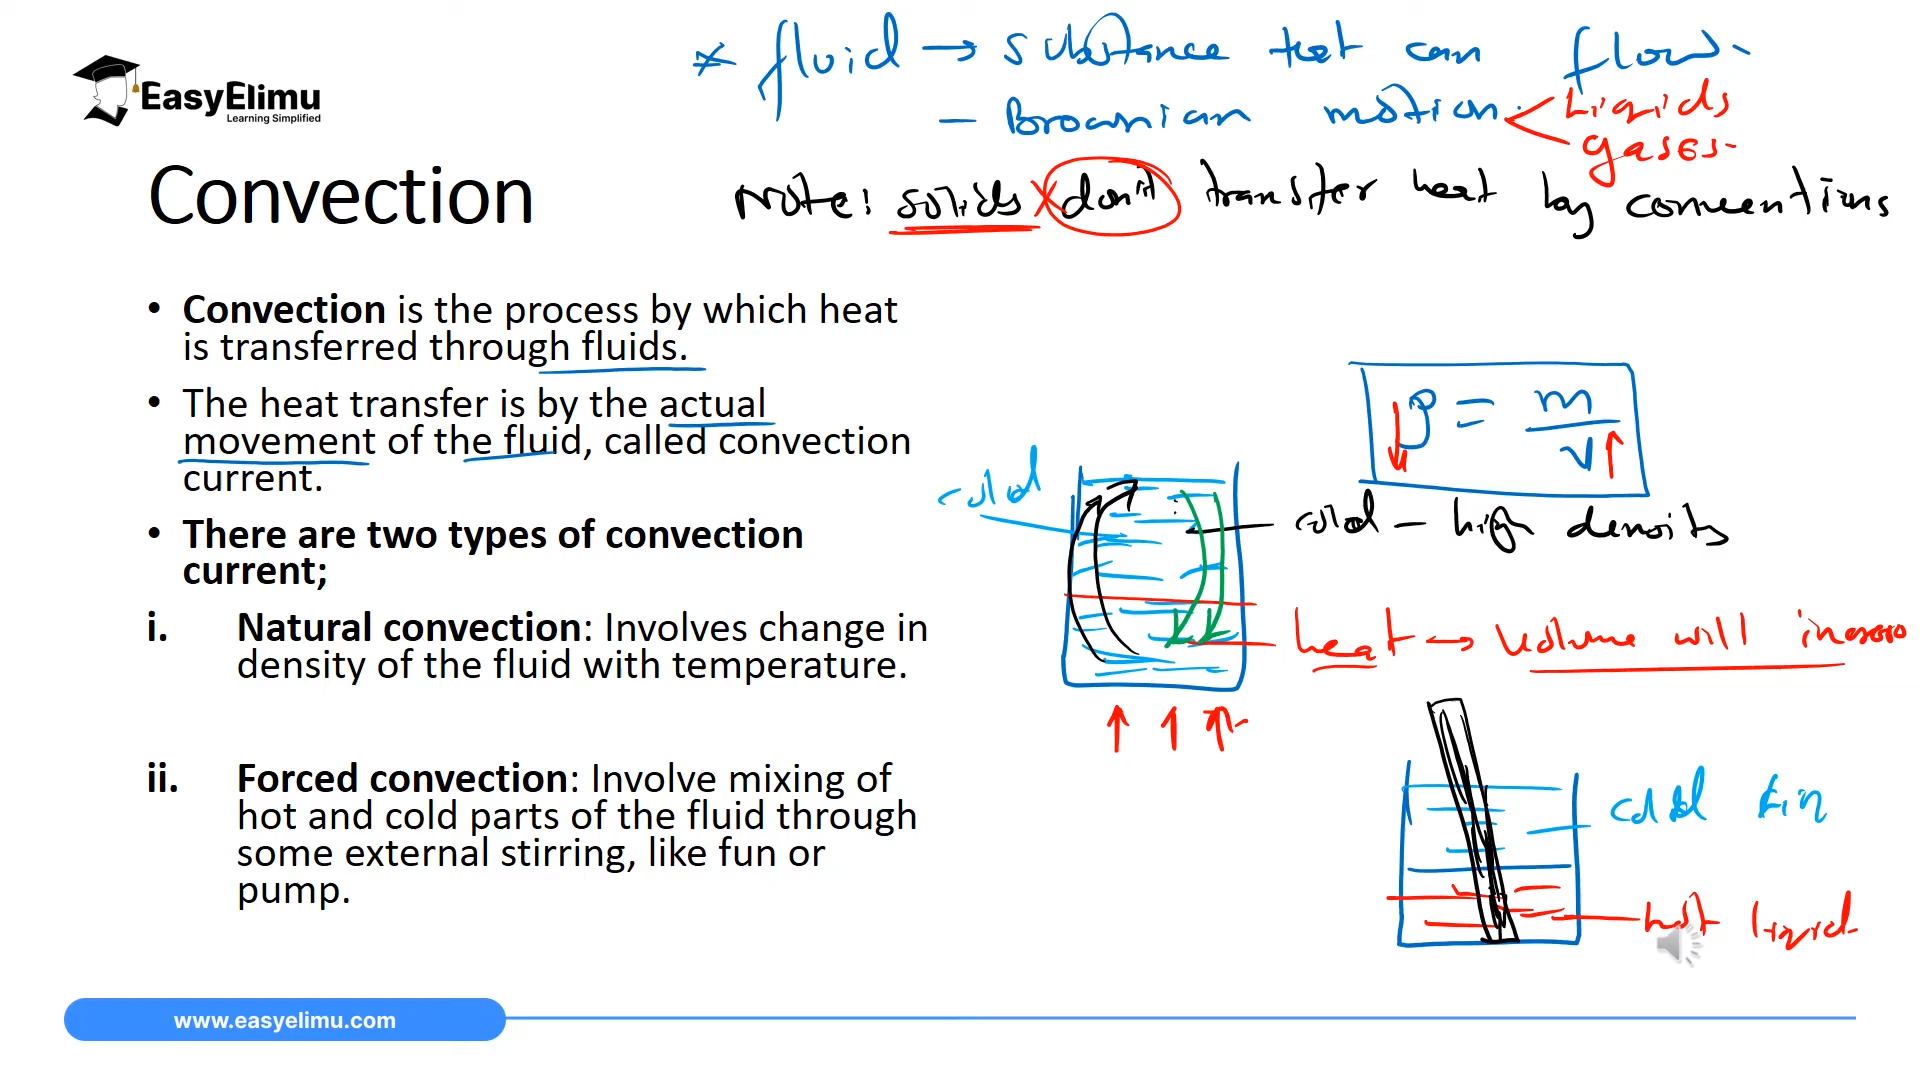 * fluid → substance that can flow.
- Brownian motion.
Liquids
gases.
EasyElimu
Learning Simplified
Convection
Note: solids x don't transfer heat by conventions
• Convection is the process by which heat
is transferred through fluids.
• The heat transfer is by the actual
movement of the fluid, called convection
current.
• There are two types of convection
current;
i. Natural convection: Involves change in
density of the fluid with temperature.
ii. Forced convection: Involve mixing of
hot and cold parts of the fluid through
some external stirring, like fun or
pump.
↓ρ = m/V ↑
cold
cold - high density
heat → volume will
cold
hot liquid
www.easyelimu.com